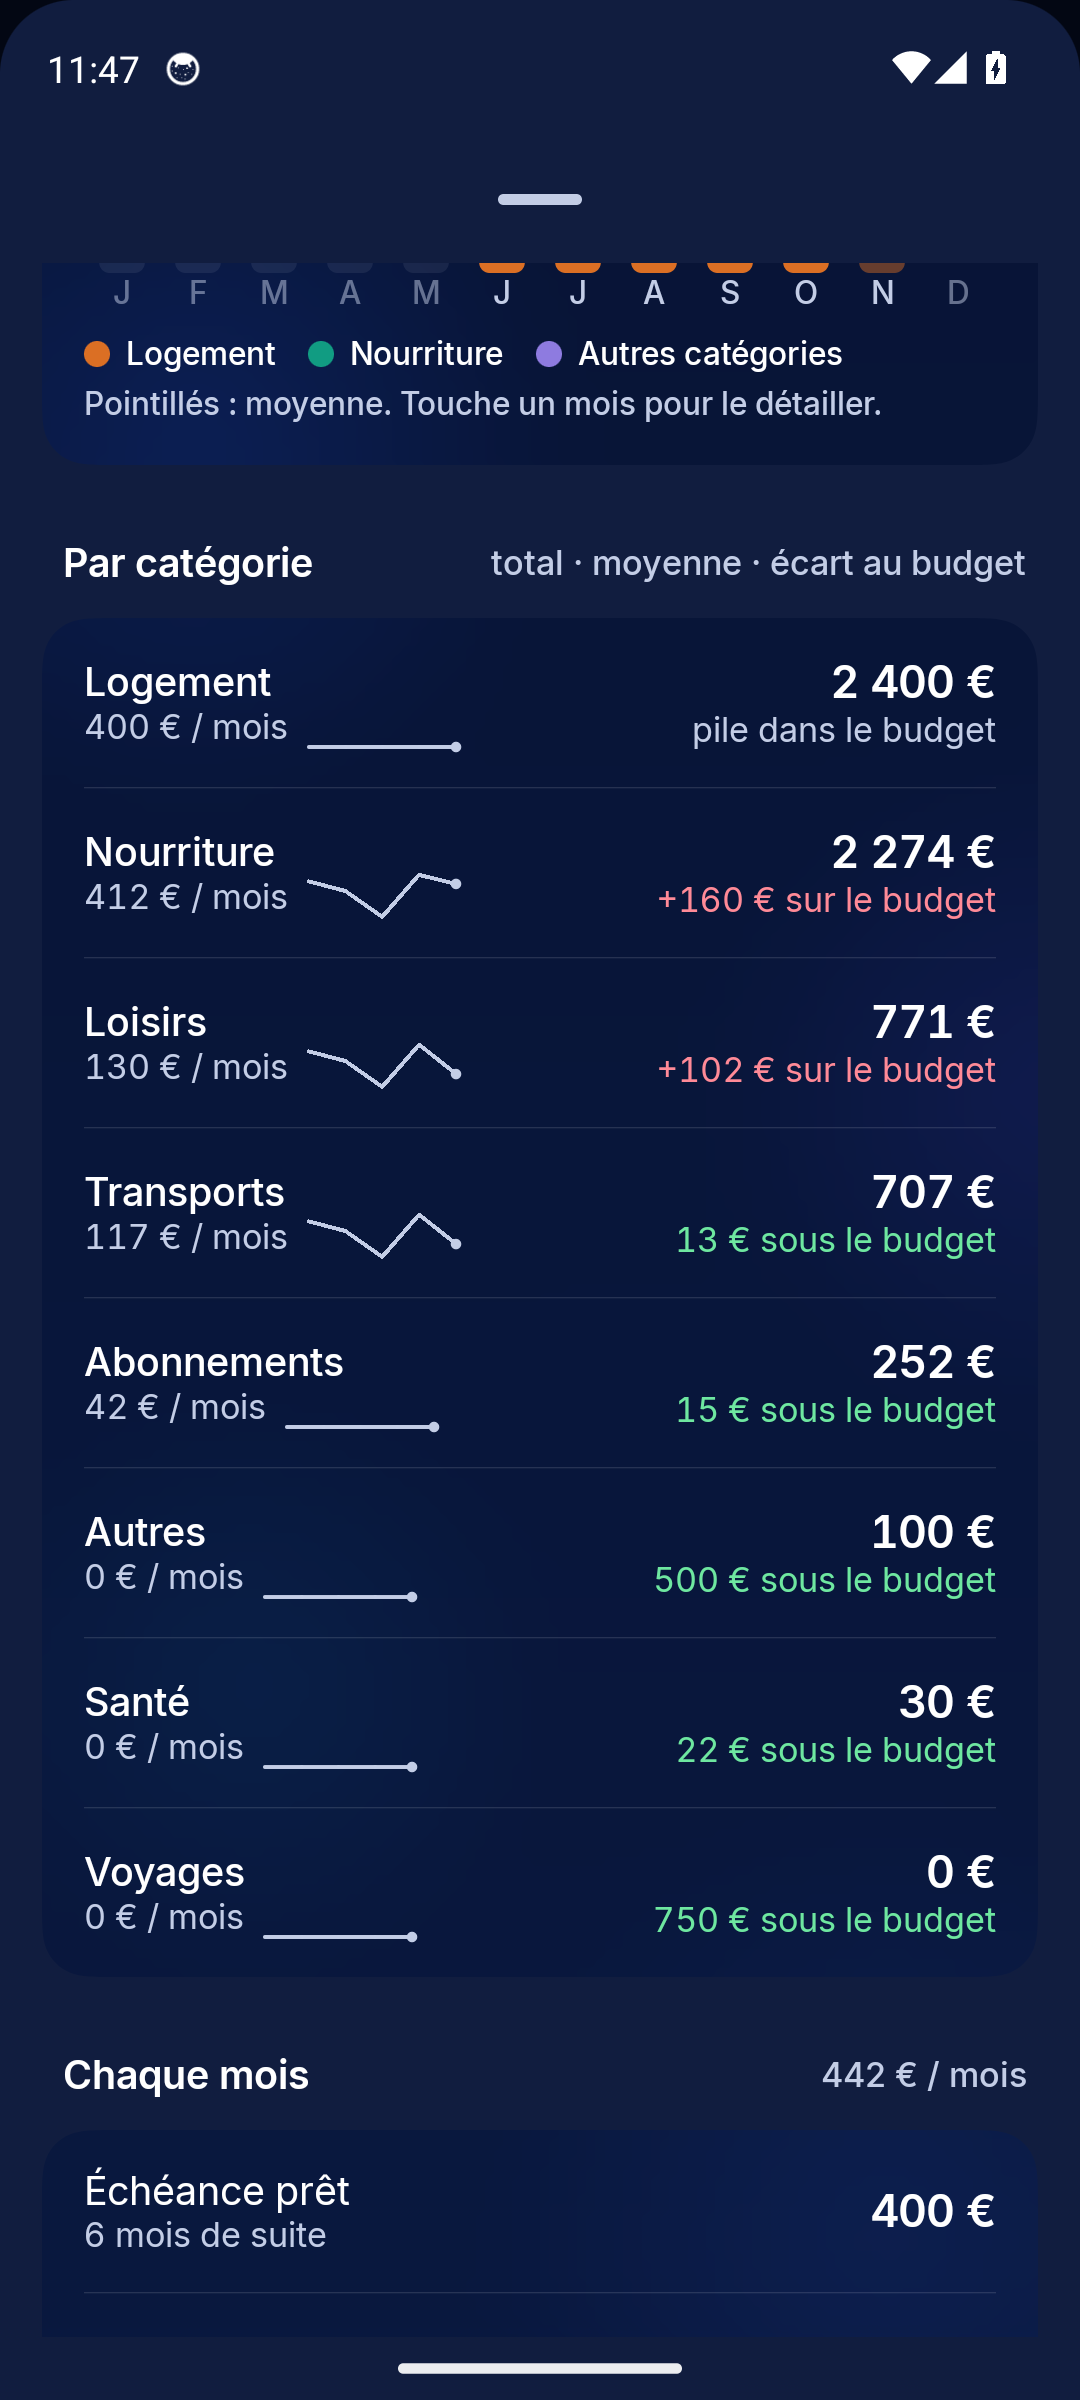 11:47
J F M A M J J A S O N D
Logement Nourriture Autres catégories
Pointillés : moyenne. Touche un mois pour le détailler.
Par catégorie total · moyenne · écart au budget
Logement 2 400 €
400 € / mois pile dans le budget
Nourriture 2 274 €
412 € / mois +160 € sur le budget
Loisirs 771 €
130 € / mois +102 € sur le budget
Transports 707 €
117 € / mois 13 € sous le budget
Abonnements 252 €
42 € / mois 15 € sous le budget
Autres 100 €
0 € / mois 500 € sous le budget
Santé 30 €
0 € / mois 22 € sous le budget
Voyages 0 €
0 € / mois 750 € sous le budget
Chaque mois 442 € / mois
Échéance prêt 400 €
6 mois de suite